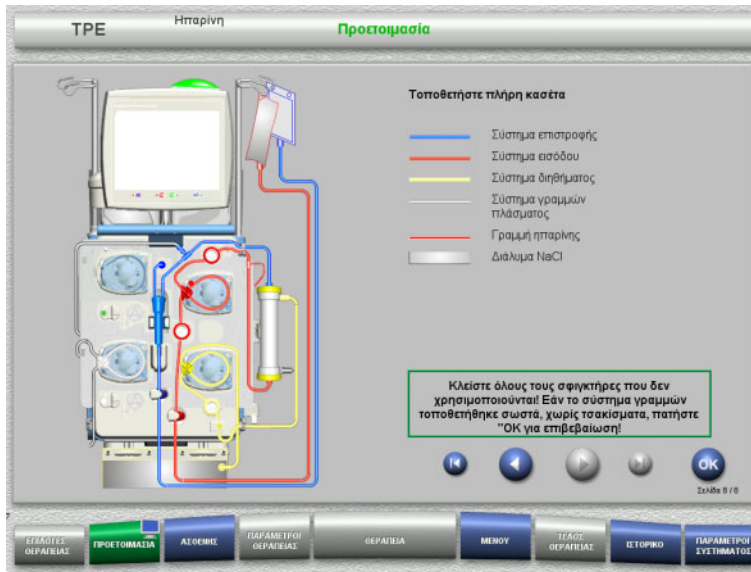 TPE
Ηπαρίνη
Προετοιμασία
Τοποθετήστε πλήρη κασέτα
Σύστημα επιστροφής
Σύστημα εισόδου
Σύστημα διηθήματος
Σύστημα γραμμών
πλάσματος
Γραμμή ηπαρίνης
Διάλυμα NaCl
Κλείστε όλους τους σφιγκτήρες που δεν
χρησιμοποιούνται! Εάν το σύστημα γραμμών
τοποθετήθηκε σωστά, χωρίς τσακίσματα, πατήστε
"OK για επιβεβαίωση!
OK
Σελίδα 6 / 6
ΕΠΙΛΟΓΕΣ
ΘΕΡΑΠΕΙΑΣ
ΠΡΟΕΤΟΙΜΑΣΙΑ
ΑΣΘΕΝΗΣ
ΠΑΡΑΜΕΤΡΟΙ
ΘΕΡΑΠΕΙΑΣ
ΘΕΡΑΠΕΙΑ
ΜΕΝΟΥ
ΤΕΛΟΣ
ΘΕΡΑΠΕΙΑΣ
ΙΣΤΟΡΙΚΟ
ΠΑΡΑΜΕΤΡΟΙ
ΣΥΣΤΗΜΑΤΟΣ